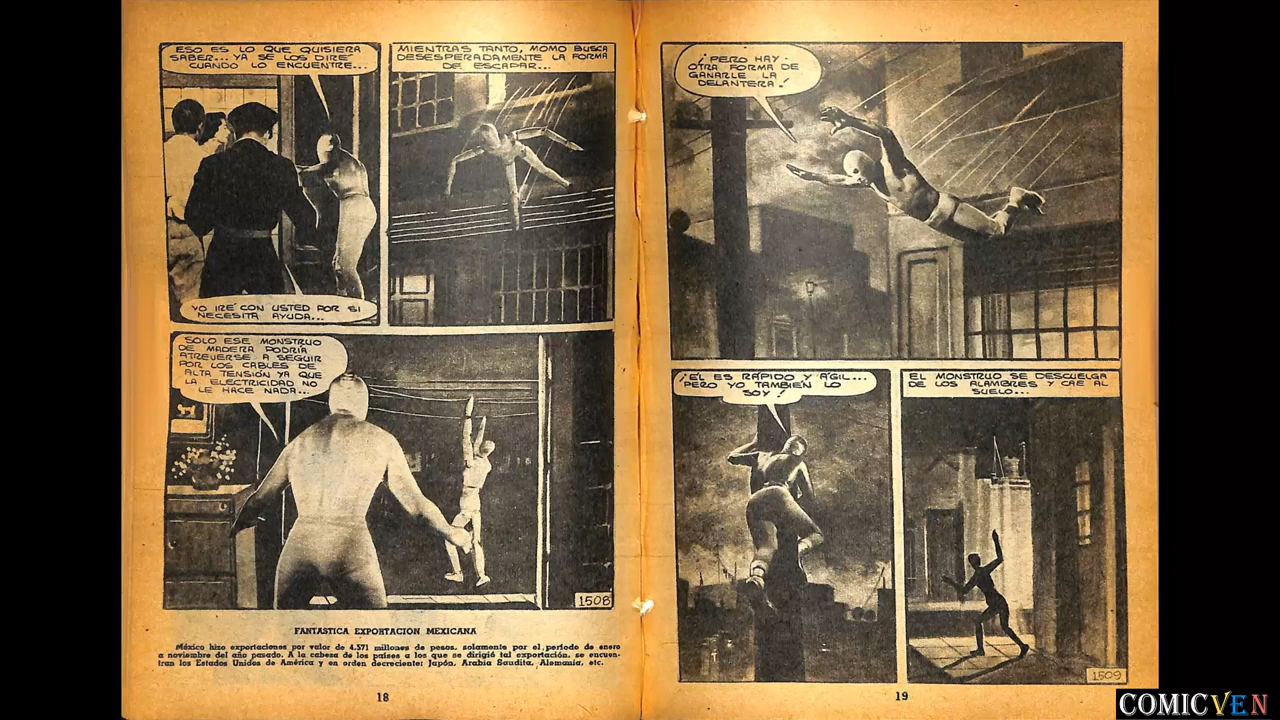 ESO ES LO QUE QUISIERA
SABER... YA SE LOS DIRE
CUANDO LO ENCUENTRE...
YO IRÉ CON USTED POR SI
NECESITA AYUDA...
MIENTRAS TANTO, MOMO BUSCA
DESESPERADAMENTE LA FORMA
DE ESCAPAR...
SOLO ESE MONSTRUO
DE MADERA PODRIA
ATREVERSE A SEGUIR
POR LOS CABLES DE
ALTA TENSIÓN YA QUE
LA ELECTRICIDAD NO
LE HACE NADA...
1508
FANTASTICA EXPORTACION MEXICANA
México hizo exportaciones por valor de 4.571 millones de pesos, solamente por el período de enero
a noviembre del año pasado. A la cabeza de los países a los que se dirigió tal exportación, se encuen-
tran los Estados Unidos de América y en orden decreciente: Japón, Arabia Saudita, Alemania, etc.
18
¡PERO HAY
OTRA FORMA DE
GANARLE LA
DELANTERA!
¡ÉL ES RÁPIDO Y ÁGIL...
PERO YO TAMBIÉN LO
SOY!
EL MONSTRUO SE DESCUELGA
DE LOS ALAMBRES Y CAE AL
SUELO...
1509
19
COMICVEN